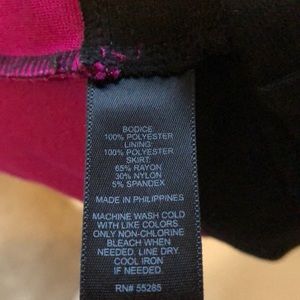 BODICE:
100% POLYESTER
LINING:
100% POLYESTER
SKIRT:
65% RAYON
30% NYLON
5% SPANDEX
MADE IN PHILIPPINES
MACHINE WASH COLD
WITH LIKE COLORS
ONLY NON-CHLORINE
BLEACH WHEN
NEEDED. LINE DRY.
COOL IRON
IF NEEDED.
RN# 55285